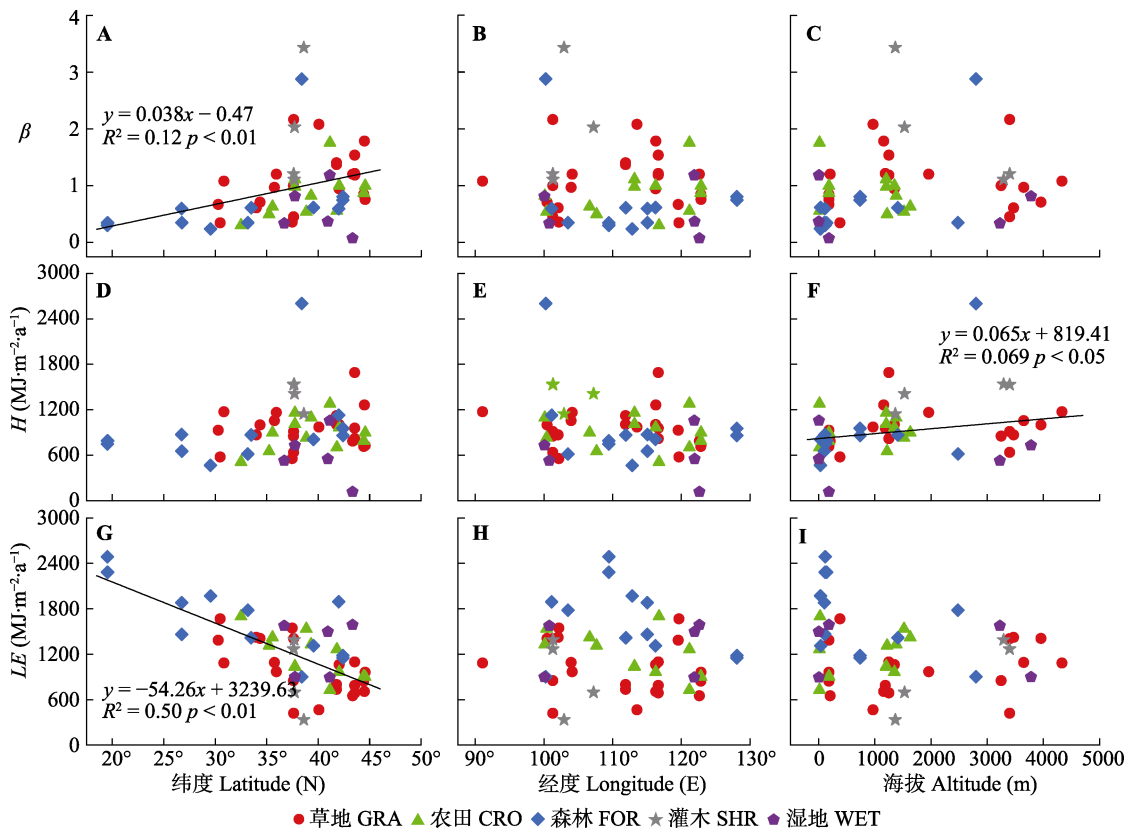 A
B
C
4
3
2
1
0
β
y = 0.038x − 0.47
R² = 0.12 p < 0.01
D
E
F
3000
2400
1800
1200
600
0
H (MJ·m⁻²·a⁻¹)
y = 0.065x + 819.41
R² = 0.069 p < 0.05
G
H
I
3000
2400
1800
1200
600
0
LE (MJ·m⁻²·a⁻¹)
y = −54.26x + 3239.63
R² = 0.50 p < 0.01
20° 25° 30° 35° 40° 45° 50°
90° 100° 110° 120° 130°
0 1000 2000 3000 4000 5000
纬度 Latitude (N)
经度 Longitude (E)
海拔 Altitude (m)
草地 GRA 农田 CRO 森林 FOR 灌木 SHR 湿地 WET